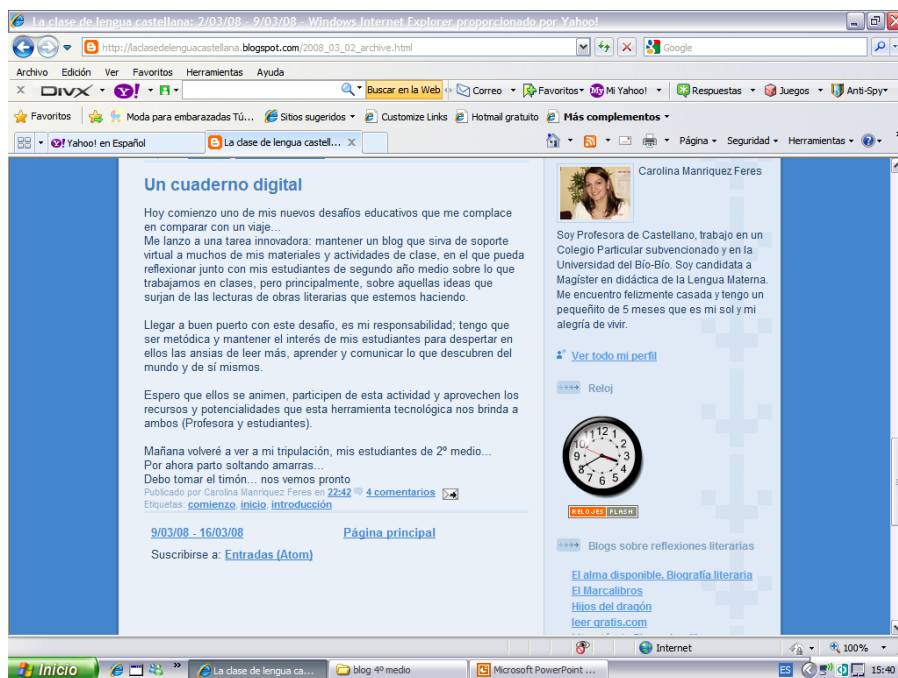 La clase de lengua castellana: 2/03/08 - 9/03/08 - Windows Internet Explorer proporcionado por Yahoo!
http://laclasedelenguacastellana.blogspot.com/2008_03_02_archive.html
Google
Archivo Edición Ver Favoritos Herramientas Ayuda
X DIVX Y! Buscar en la Web Correo Favoritos Mi Yahoo! Respuestas Juegos Anti-Spy
Favoritos Moda para embarazadas Tú... Sitios sugeridos Customize Links Hotmail gratuito Más complementos
Yahoo! en Español La clase de lengua castell... X Página Seguridad Herramientas
Un cuaderno digital
Hoy comienzo uno de mis nuevos desafíos educativos que me complace
en comparar con un viaje...
Me lanzo a una tarea innovadora: mantener un blog que sirva de soporte
virtual a muchos de mis materiales y actividades de clase, en el que pueda
reflexionar junto con mis estudiantes de segundo año medio sobre lo que
trabajamos en clases, pero principalmente, sobre aquellas ideas que
surjan de las lecturas de obras literarias que estemos haciendo.
Llegar a buen puerto con este desafío, es mi responsabilidad; tengo que
ser metódica y mantener el interés de mis estudiantes para despertar en
ellos las ansias de leer más, aprender y comunicar lo que descubren del
mundo y de sí mismos.
Espero que ellos se animen, participen de esta actividad y aprovechen los
recursos y potencialidades que esta herramienta tecnológica nos brinda a
ambos (Profesora y estudiantes).
Mañana volveré a ver a mi tripulación, mis estudiantes de 2º medio...
Por ahora parto soltando amarras...
Debo tomar el timón... nos vemos pronto
Publicado por Carolina Manriquez Feres en 22:42 4 comentarios
Etiquetas: comienzo, inicio, introducción
9/03/08 - 16/03/08 Página principal
Suscribirse a: Entradas (Atom)
Carolina Manriquez Feres
Soy Profesora de Castellano, trabajo en un
Colegio Particular subvencionado y en la
Universidad del Bío-Bío. Soy candidata a
Magíster en didáctica de la Lengua Materna.
Me encuentro felizmente casada y tengo un
pequeñito de 5 meses que es mi sol y mi
alegría de vivir.
Ver todo mi perfil
Reloj
12 1 2 3 4 5 6 7 8 9 10 11
RELOJES FLASH
Blogs sobre reflexiones literarias
El alma disponible. Biografía literaria
El Marcalibros
Hijos del dragón
leer gratis.com
Internet 100%
Inicio La clase de lengua ca... blog 4º medio Microsoft PowerPoint ... ES 15:40